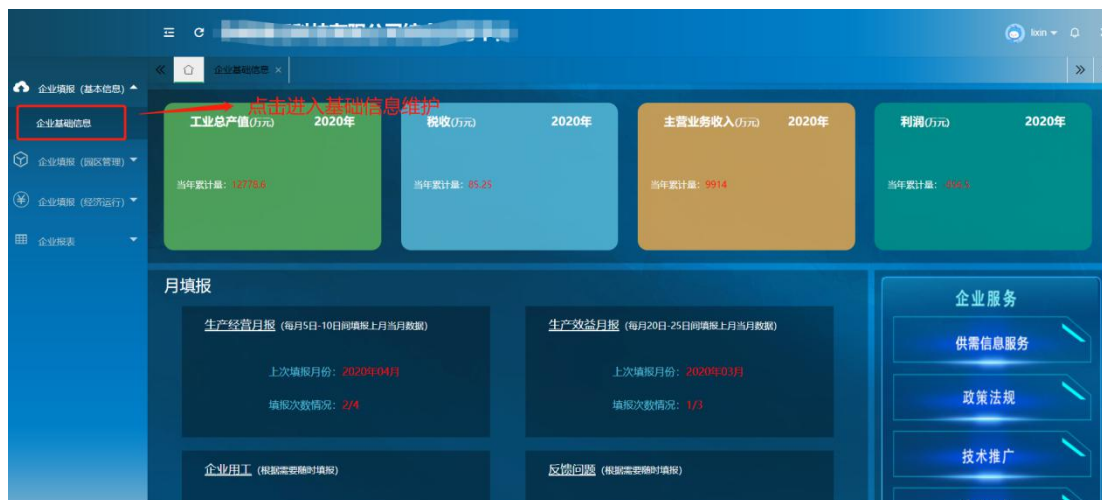 lixin
企业基础信息 ×
企业填报 (基本信息)
企业基础信息
企业填报 (园区管理)
企业填报 (经济运行)
企业报表
点击进入基础信息维护
工业总产值(万元) 2020年
当年累计量: 12778.6
税收(万元) 2020年
当年累计量: 85.25
主营业务收入(万元) 2020年
当年累计量: 9914
利润(万元) 2020年
当年累计量:
月填报
生产经营月报 (每月5日-10日间填报上月当月数据)
上次填报月份: 2020年04月
填报次数情况: 2/4
生产效益月报 (每月20日-25日间填报上月当月数据)
上次填报月份: 2020年03月
填报次数情况: 1/3
企业用工 (根据需要随时填报)
反馈问题 (根据需要随时填报)
企业服务
供需信息服务
政策法规
技术推广